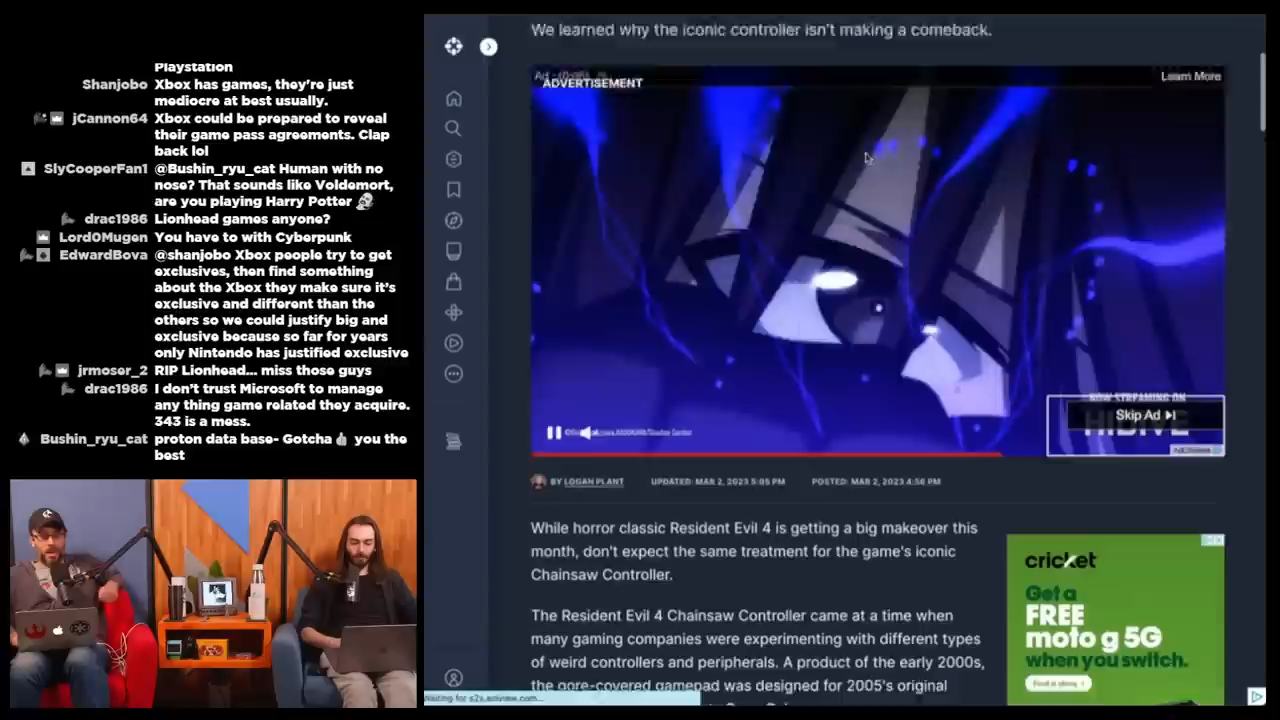 Playstation
Shanjobo Xbox has games, they're just
mediocre at best usually.
jCannon64 Xbox could be prepared to reveal
their game pass agreements. Clap
back lol
SlyCooperFan1 @Bushin_ryu_cat Human with no
nose? That sounds like Voldemort,
are you playing Harry Potter
drac1986 Lionhead games anyone?
Lord0Mugen You have to with Cyberpunk
EdwardBova @shanjobo Xbox people try to get
exclusives, then find something
about the Xbox they make sure it's
exclusive and different than the
others so we could justify big and
exclusive because so far for years
only Nintendo has justified exclusive
jrmoser_2 RIP Lionhead... miss those guys
drac1986 I don't trust Microsoft to manage
any thing game related they acquire.
343 is a mess.
Bushin_ryu_cat proton data base- Gotcha👍 you the
best
We learned why the iconic controller isn't making a comeback.
ADVERTISEMENT
Learn More
NOW STREAMING ON
Skip Ad
HIDIVE
BY LOGAN PLANT UPDATED: MAR 2, 2023 5:05 PM POSTED: MAR 2, 2023 4:56 PM
While horror classic Resident Evil 4 is getting a big makeover this
month, don't expect the same treatment for the game's iconic
Chainsaw Controller.
The Resident Evil 4 Chainsaw Controller came at a time when
many gaming companies were experimenting with different types
of weird controllers and peripherals. A product of the early 2000s,
the gore-covered gamepad was designed for 2005's original
cricket
Get a
FREE
moto g 5G
when you switch.
Find a store